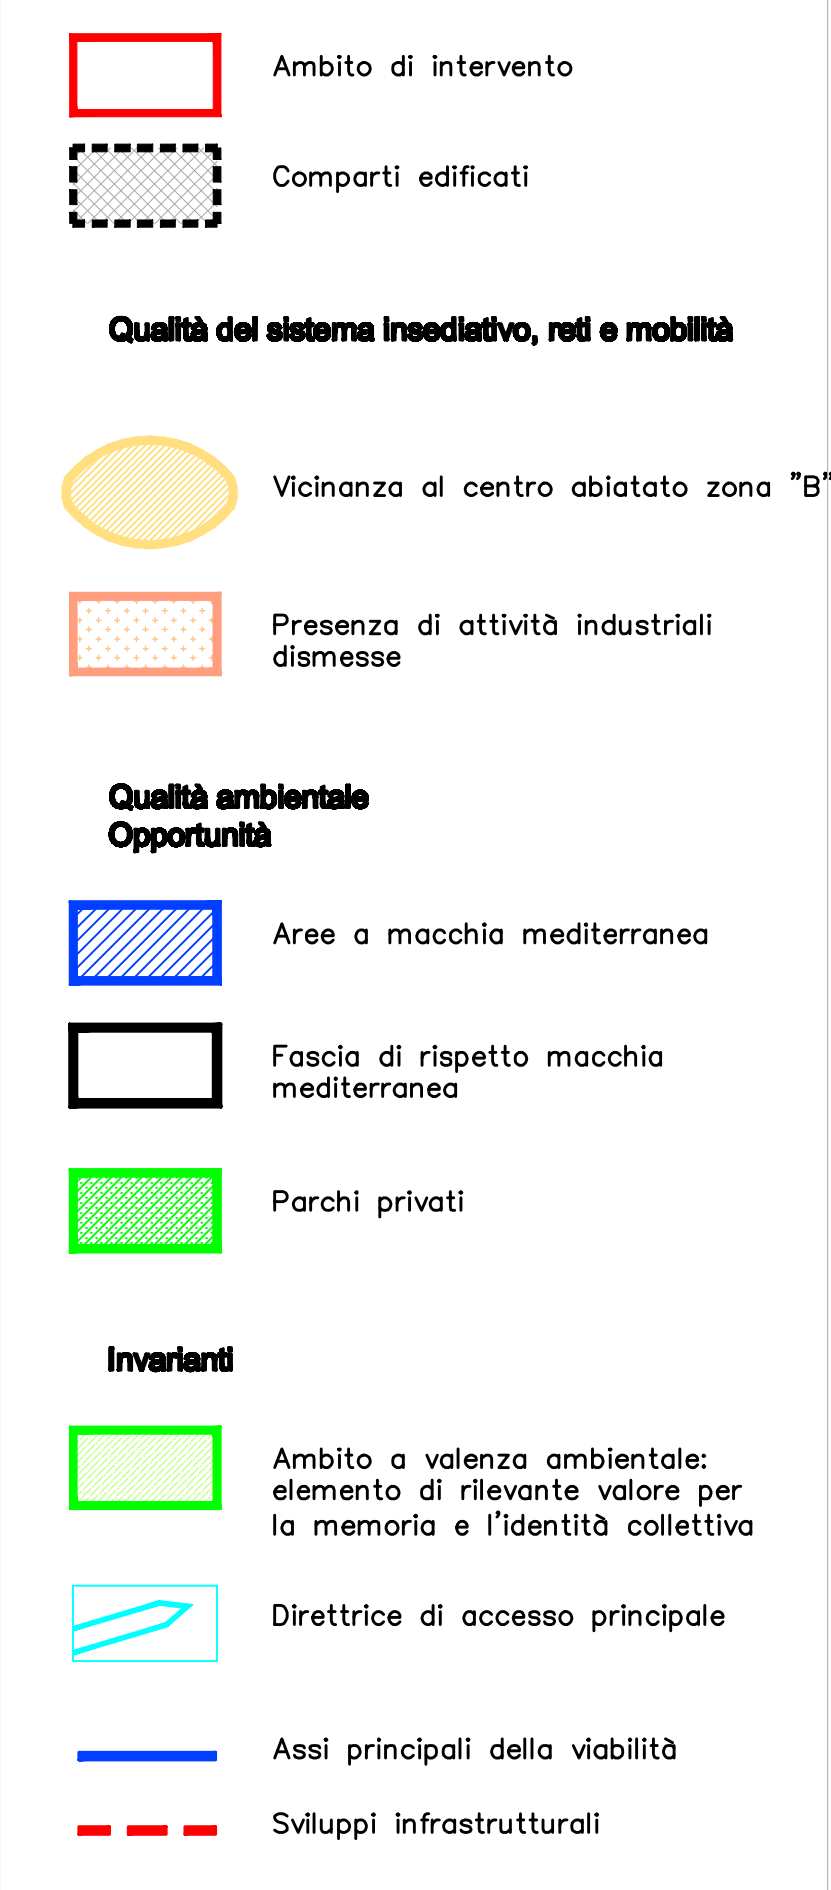 Ambito di intervento
Comparti edificati
Qualità del sistema insediativo, reti e mobilità
Vicinanza al centro abiatato zona "B"
Presenza di attività industriali
dismesse
Qualità ambientale
Opportunità
Aree a macchia mediterranea
Fascia di rispetto macchia
mediterranea
Parchi privati
Invarianti
Ambito a valenza ambientale:
elemento di rilevante valore per
la memoria e l'identità collettiva
Direttrice di accesso principale
Assi principali della viabilità
Sviluppi infrastrutturali